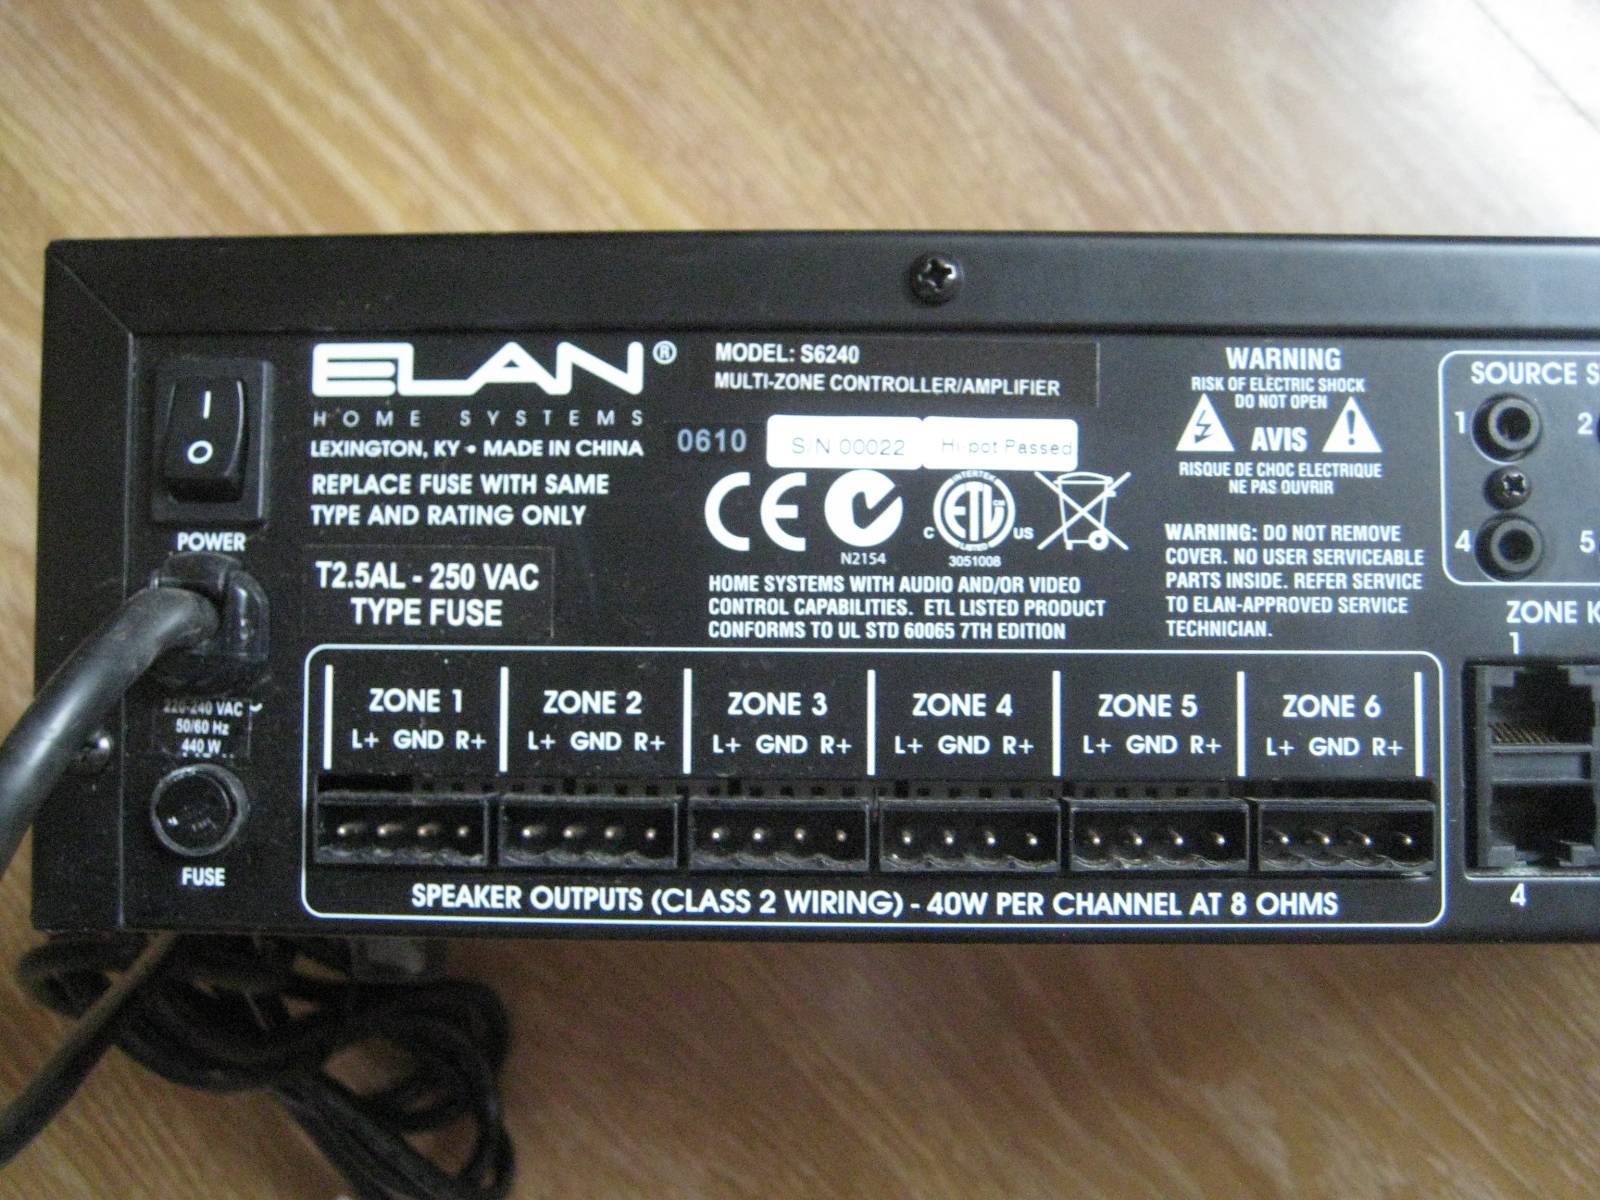 ELAN®
HOME SYSTEMS
LEXINGTON, KY • MADE IN CHINA
REPLACE FUSE WITH SAME
TYPE AND RATING ONLY
T2.5AL - 250 VAC
TYPE FUSE
MODEL: S6240
MULTI-ZONE CONTROLLER/AMPLIFIER
0610
S/N 00022
Hi-pot Passed
CE
N2154
INTERTEK
ETL CM
LISTED
C US
3051008
HOME SYSTEMS WITH AUDIO AND/OR VIDEO
CONTROL CAPABILITIES. ETL LISTED PRODUCT
CONFORMS TO UL STD 60065 7TH EDITION
WARNING
RISK OF ELECTRIC SHOCK
DO NOT OPEN
AVIS
RISQUE DE CHOC ELECTRIQUE
NE PAS OUVRIR
WARNING: DO NOT REMOVE
COVER. NO USER SERVICEABLE
PARTS INSIDE. REFER SERVICE
TO ELAN-APPROVED SERVICE
TECHNICIAN.
SOURCE S
1 2
4 5
ZONE K
1
4
I
O
POWER
220-240 VAC
50/60 Hz
440 W
FUSE
ZONE 1 ZONE 2 ZONE 3 ZONE 4 ZONE 5 ZONE 6
L+ GND R+ L+ GND R+ L+ GND R+ L+ GND R+ L+ GND R+ L+ GND R+
SPEAKER OUTPUTS (CLASS 2 WIRING) - 40W PER CHANNEL AT 8 OHMS